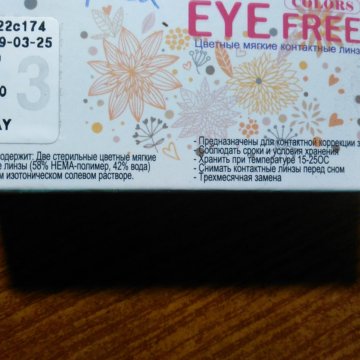 22c174
9-03-25
0
AY
3
COLORS
EYE FREE
Цветные мягкие контактные линз
одержит: Две стерильные цветные мягкие
е линзы (58% HEMA-полимер, 42% вода)
м изотоническом солевом растворе.
- Предназначены для контактной коррекции з
- Соблюдать сроки и условия хранения
- Хранить при температуре 15-25ОС
- Снимать контактные линзы перед сном
- Трехмесячная замена